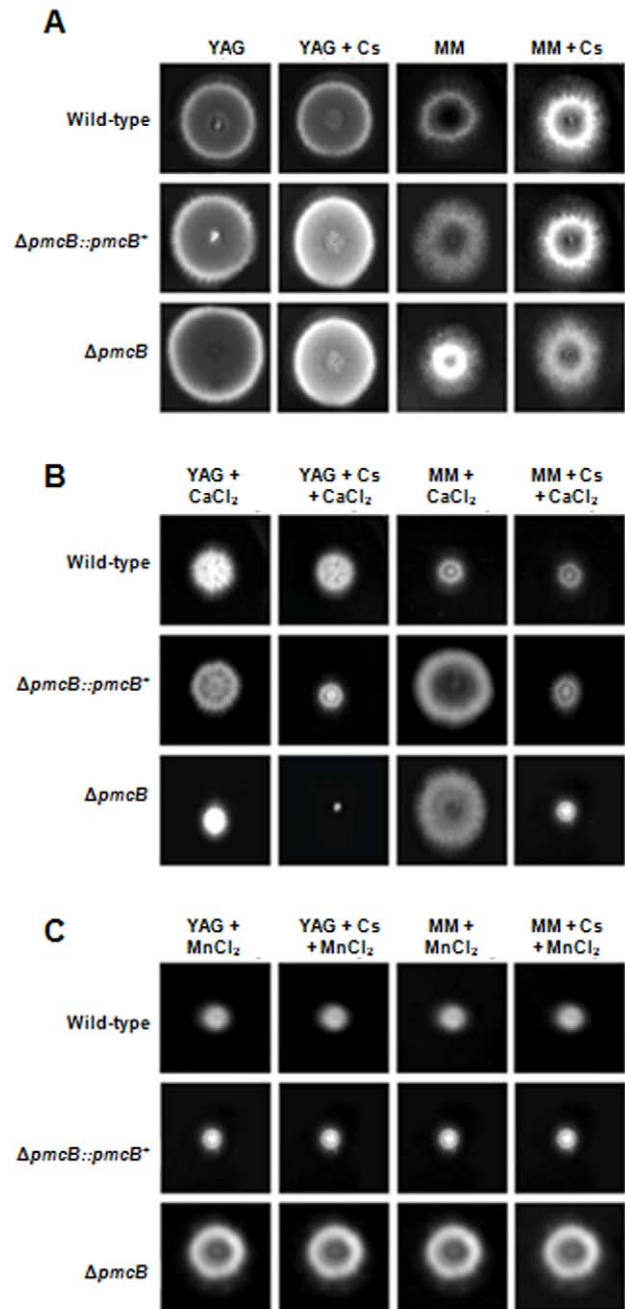 A
YAG
YAG + Cs
MM
MM + Cs
Wild-type
ΔpmcB::pmcB⁺
ΔpmcB
B
YAG +
CaCl₂
YAG + Cs
+ CaCl₂
MM +
CaCl₂
MM + Cs
+ CaCl₂
Wild-type
ΔpmcB::pmcB⁺
ΔpmcB
C
YAG +
MnCl₂
YAG + Cs
+ MnCl₂
MM +
MnCl₂
MM + Cs
+ MnCl₂
Wild-type
ΔpmcB::pmcB⁺
ΔpmcB